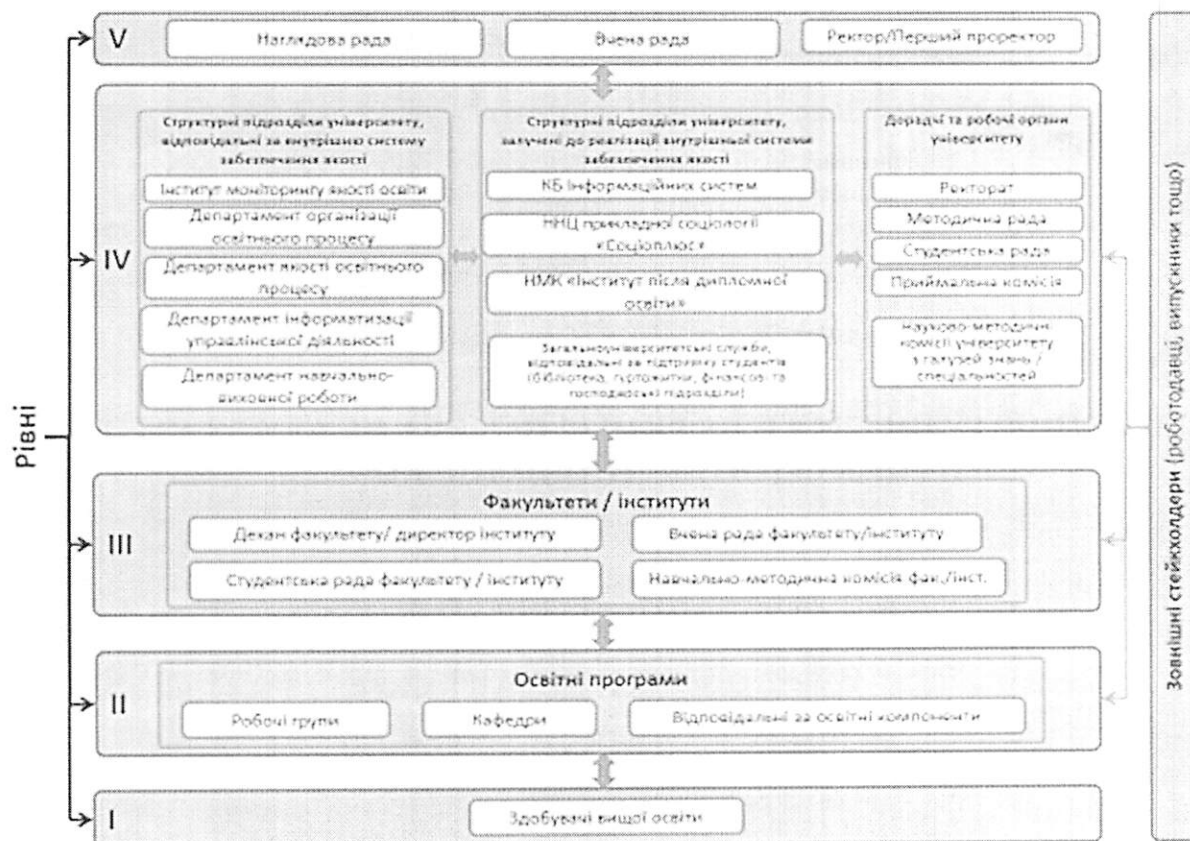 V
Наглядова рада
Вчена рада
Ректор/Перший проректор
IV
Структурні підрозділи університету,
відповідальні за внутрішню систему
забезпечення якості
Інститут моніторингу якості освіти
Департамент організації
освітнього процесу
Департамент якості освітнього
процесу
Департамент інформатизації
управлінської діяльності
Департамент навчально-
виховної роботи
Структурні підрозділи університету,
залучені до реалізації внутрішньої системи
забезпечення якості
КБ Інформаційних систем
ННЦ прикладної соціології
«Соціоплюс»
НМК «Інститут після дипломної
освіти»
Загальноуніверситетські служби,
відповідальні за підтримку студентів
(бібліотека, гуртожитки, фінансові та
господарські підрозділи)
Дорадчі та робочі органи
університету
Ректорат
Методична рада
Студентська рада
Приймальна комісія
Науково-методичні
комісії університету
з галузей знань /
спеціальностей
III
Факультети / інститути
Декан факультету/ директор інституту
Вчена рада факультету/інституту
Студентська рада факультету / інституту
Навчально-методична комісія фак./інст.
II
Освітні програми
Робочі групи
Кафедри
Відповідальні за освітні компоненти
I
Здобувачі вищої освіти
Рівні
Зовнішні стейкхолдери (роботодавці, випускники тощо)